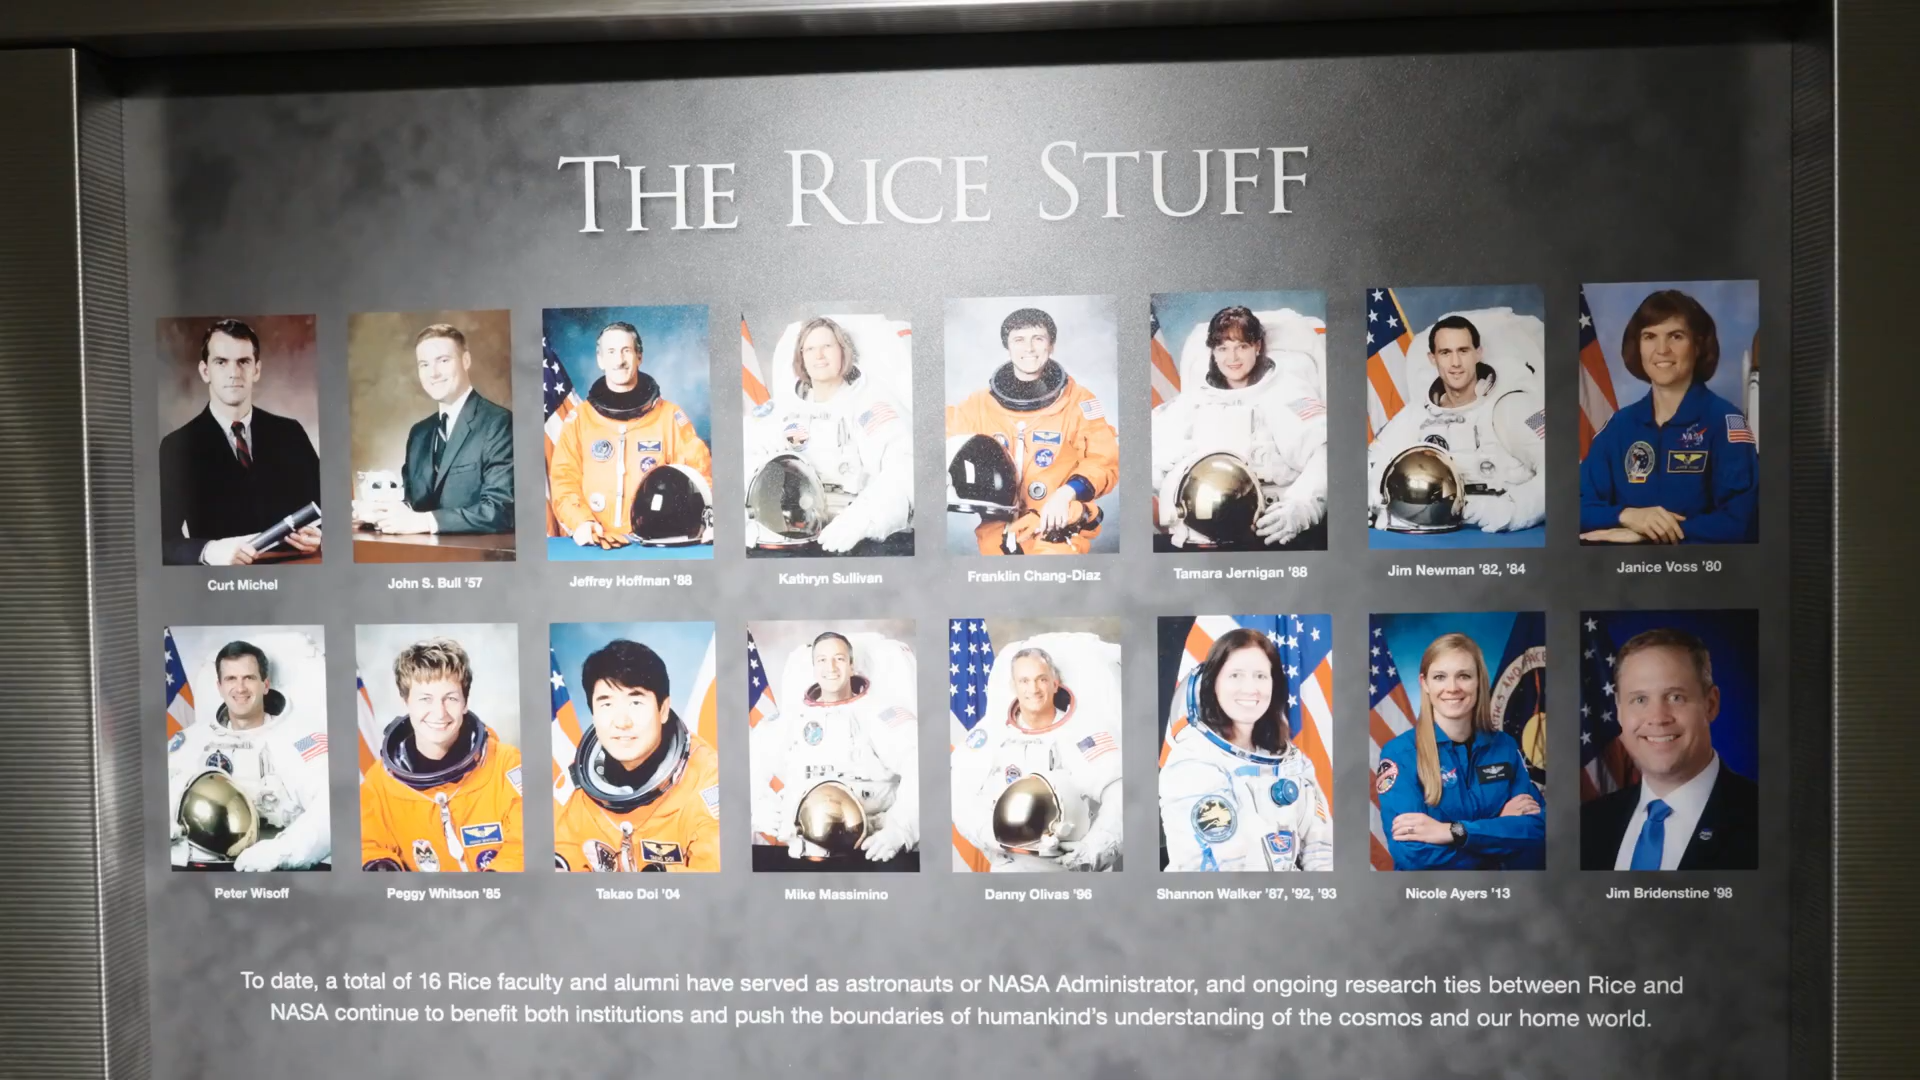 THE RICE STUFF
Curt Michel
John S. Bull '57
Jeffrey Hoffman '88
Kathryn Sullivan
Franklin Chang-Diaz
Tamara Jernigan '88
Jim Newman '82, '84
Janice Voss '80
Peter Wisoff
Peggy Whitson '85
Takao Doi '04
Mike Massimino
Danny Olivas '96
Shannon Walker '87, '92, '93
Nicole Ayers '13
Jim Bridenstine '98
To date, a total of 16 Rice faculty and alumni have served as astronauts or NASA Administrator, and ongoing research ties between Rice and
NASA continue to benefit both institutions and push the boundaries of humankind's understanding of the cosmos and our home world.